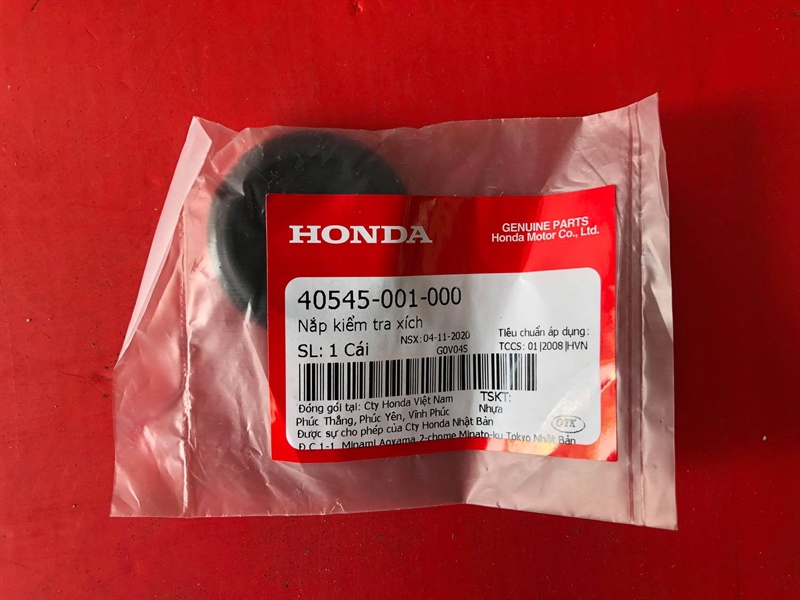 HONDA
GENUINE PARTS
Honda Motor Co., Ltd.
40545-001-000
Nắp kiểm tra xích
NSX: 04-11-2020
Tiêu chuẩn áp dụng:
SL: 1 Cái
G0V04S
TCCS: 01|2008|HVN
Đóng gói tại: Cty Honda Việt Nam
TSKT:
Phúc Thắng, Phúc Yên, Vĩnh Phúc
Nhựa
Được sự cho phép của Cty Honda Nhật Bản
OTK
Đ.C 1-1, Minami Aoyama 2-chome Minato-ku Tokyo Nhật Bản